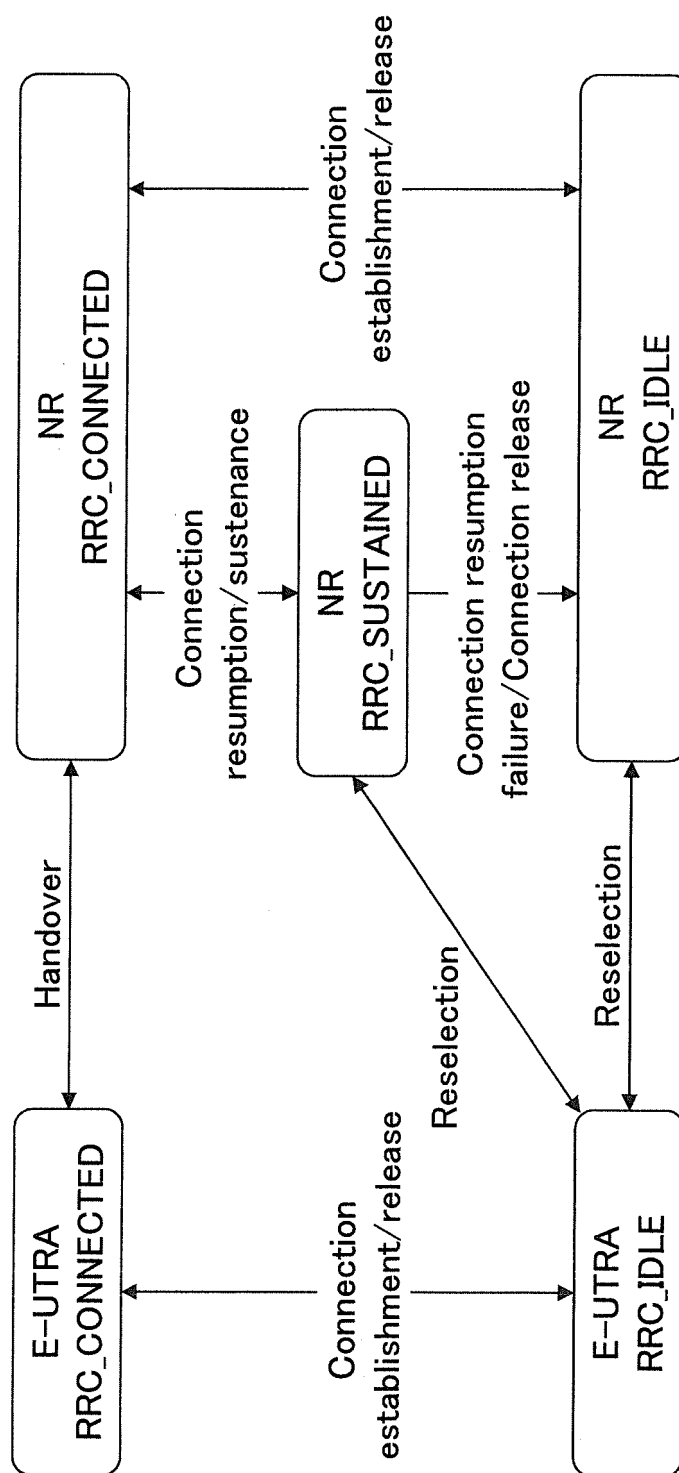 E-UTRA
RRC_CONNECTED
Handover
NR
RRC_CONNECTED
Connection
establishment/release
Connection
resumption/sustenance
Connection
establishment/release
Reselection
NR
RRC_SUSTAINED
Connection resumption
failure/Connection release
E-UTRA
RRC_IDLE
Reselection
NR
RRC_IDLE